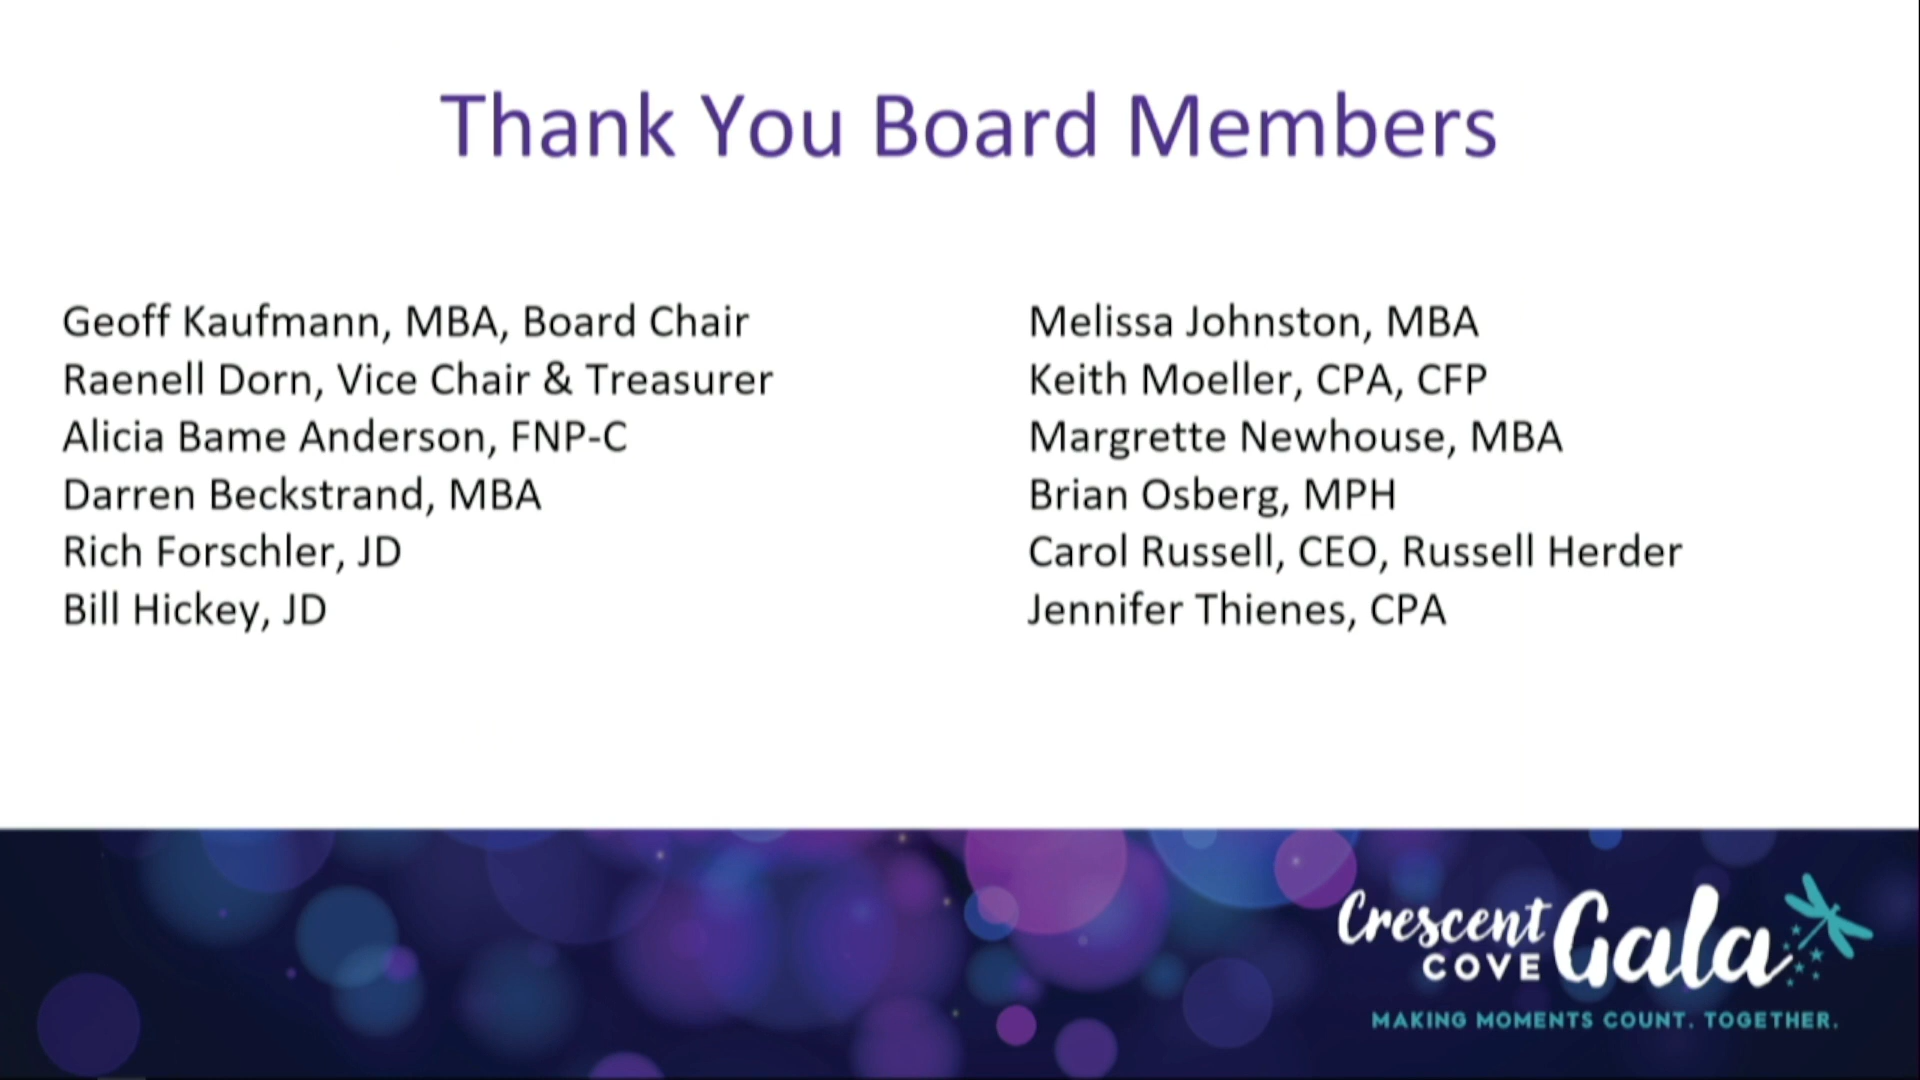 Thank You Board Members
Geoff Kaufmann, MBA, Board Chair
Raenell Dorn, Vice Chair & Treasurer
Alicia Bame Anderson, FNP-C
Darren Beckstrand, MBA
Rich Forschler, JD
Bill Hickey, JD
Melissa Johnston, MBA
Keith Moeller, CPA, CFP
Margrette Newhouse, MBA
Brian Osberg, MPH
Carol Russell, CEO, Russell Herder
Jennifer Thienes, CPA
Crescent
COVE
Gala
MAKING MOMENTS COUNT. TOGETHER.